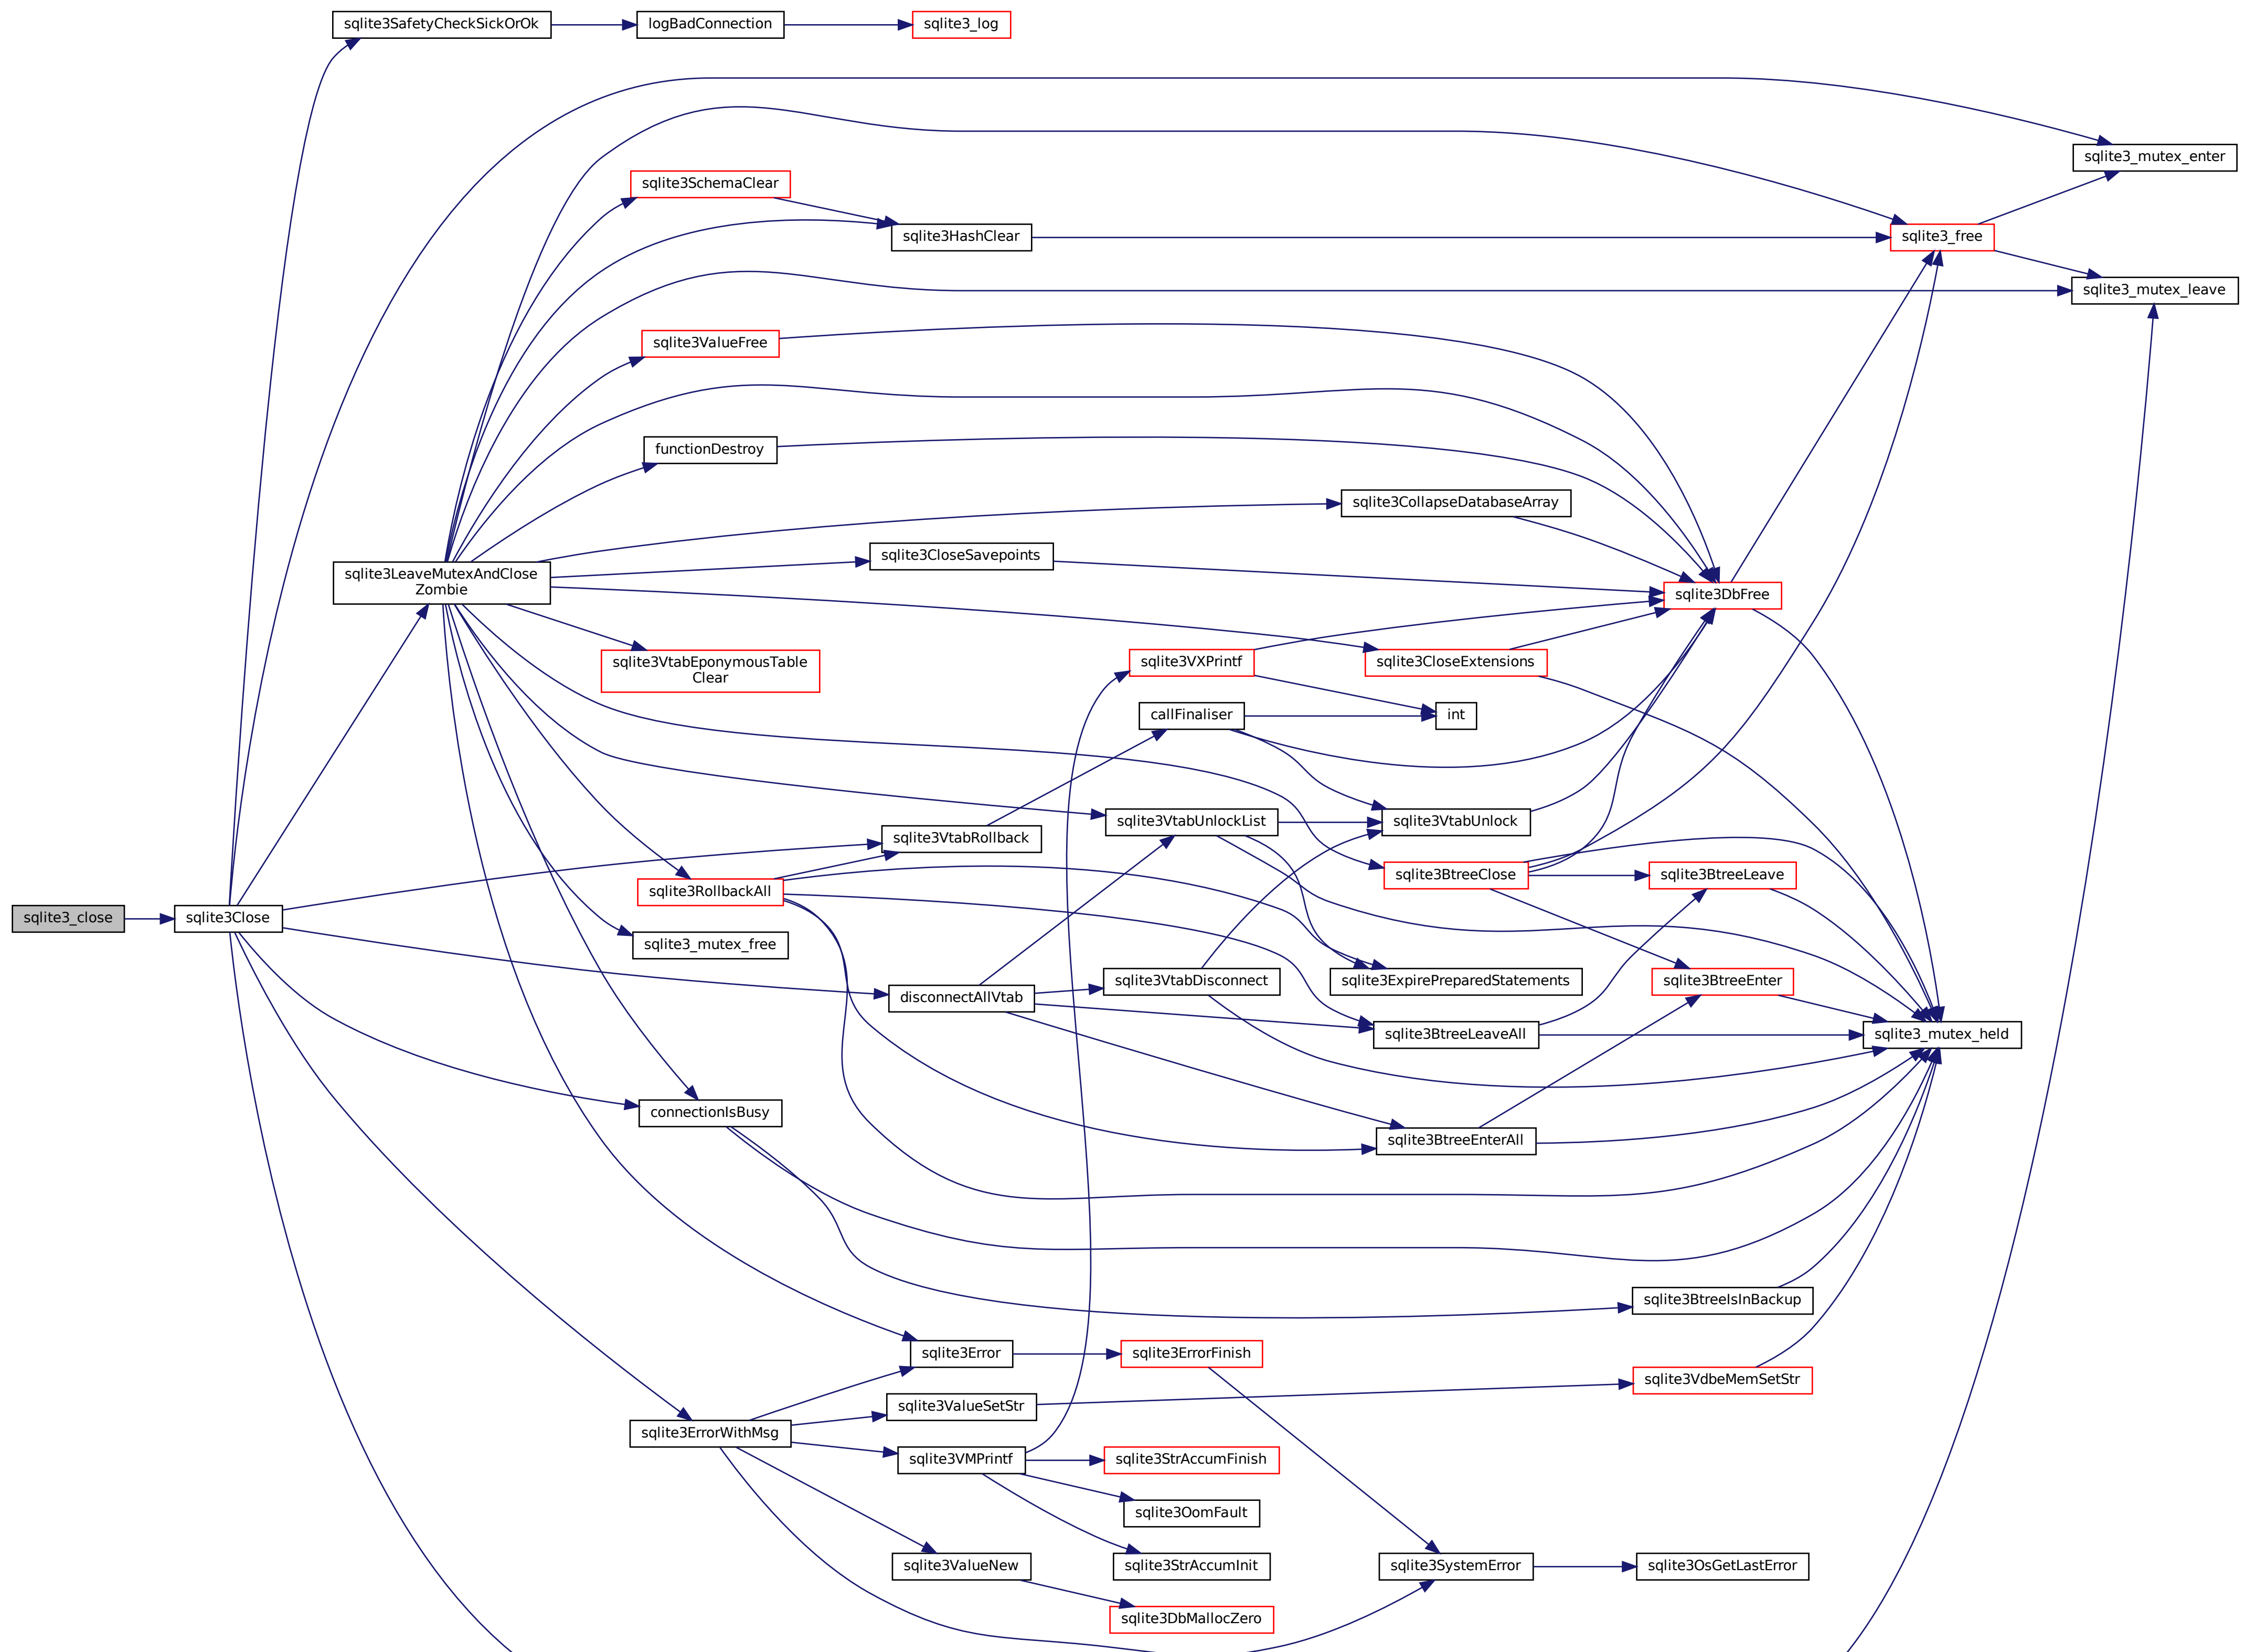 sqlite3SafetyCheckSickOrOk
logBadConnection
sqlite3_log
sqlite3_mutex_enter
sqlite3SchemaClear
sqlite3HashClear
sqlite3_free
sqlite3_mutex_leave
sqlite3ValueFree
functionDestroy
sqlite3CollapseDatabaseArray
sqlite3CloseSavepoints
sqlite3LeaveMutexAndClose
Zombie
sqlite3DbFree
sqlite3VtabEponymousTable
Clear
sqlite3VXPrintf
sqlite3CloseExtensions
callFinaliser
int
sqlite3VtabUnlockList
sqlite3VtabUnlock
sqlite3VtabRollback
sqlite3BtreeClose
sqlite3BtreeLeave
sqlite3RollbackAll
sqlite3_close
sqlite3Close
sqlite3_mutex_free
sqlite3VtabDisconnect
sqlite3ExpirePreparedStatements
sqlite3BtreeEnter
disconnectAllVtab
sqlite3BtreeLeaveAll
sqlite3_mutex_held
connectionIsBusy
sqlite3BtreeEnterAll
sqlite3BtreeIsInBackup
sqlite3Error
sqlite3ErrorFinish
sqlite3VdbeMemSetStr
sqlite3ValueSetStr
sqlite3ErrorWithMsg
sqlite3VMPrintf
sqlite3StrAccumFinish
sqlite3OomFault
sqlite3ValueNew
sqlite3StrAccumInit
sqlite3SystemError
sqlite3OsGetLastError
sqlite3DbMallocZero